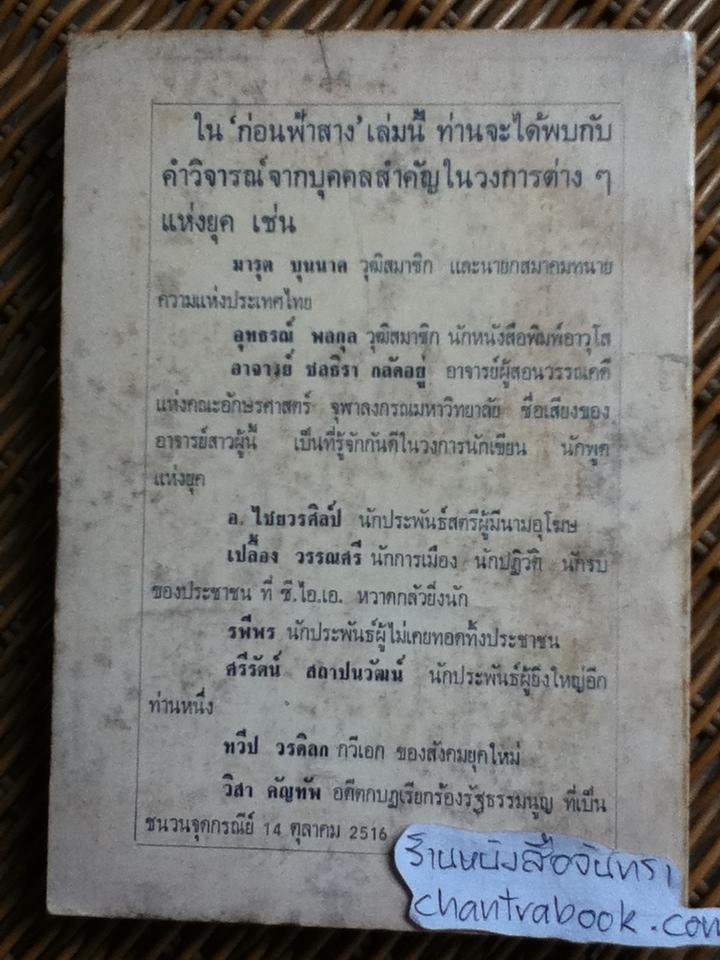 ใน ‘ก่อนฟ้าสาง’ เล่มนี้ ท่านจะได้พบกับ
คำวิจารณ์จากบุคคลสำคัญในวงการต่าง ๆ
แห่งยุค เช่น
มารุต บุนนาค วุฒิสมาชิก และนายกสมาคมทนาย
ความแห่งประเทศไทย
อุทธรณ์ พลกุล วุฒิสมาชิก นักหนังสือพิมพ์อาวุโส
อาจารย์ ชลธิรา กลัดอยู่ อาจารย์ผู้สอนวรรณคดี
แห่งคณะอักษรศาสตร์ จุฬาลงกรณมหาวิทยาลัย ชื่อเสียงของ
อาจารย์สาวผู้นี้ เป็นที่รู้จักกันดีในวงการนักเขียน นักพูด
แห่งยุค
อ. ไชยวรศิลป์ นักประพันธ์สตรีผู้มีนามอุโฆษ
เปลื้อง วรรณศรี นักการเมือง นักปฏิวัติ นักรบ
ของประชาชน ที่ ซี.ไอ.เอ. หวาดกลัวยิ่งนัก
รพีพร นักประพันธ์ผู้ไม่เคยทอดทิ้งประชาชน
ศรีรัตน์ สถาปนวัฒน์ นักประพันธ์ผู้ยิ่งใหญ่อีก
ท่านหนึ่ง
ทวีป วรดิลก กวีเอก ของสังคมยุคใหม่
วิสา คัญทัพ อดีตกบฏเรียกร้องรัฐธรรมนูญ ที่เป็น
ชนวนจุดกรณีย์ 14 ตุลาคม 2516
ร้านหนังสือจันทรา
chantrabook.com